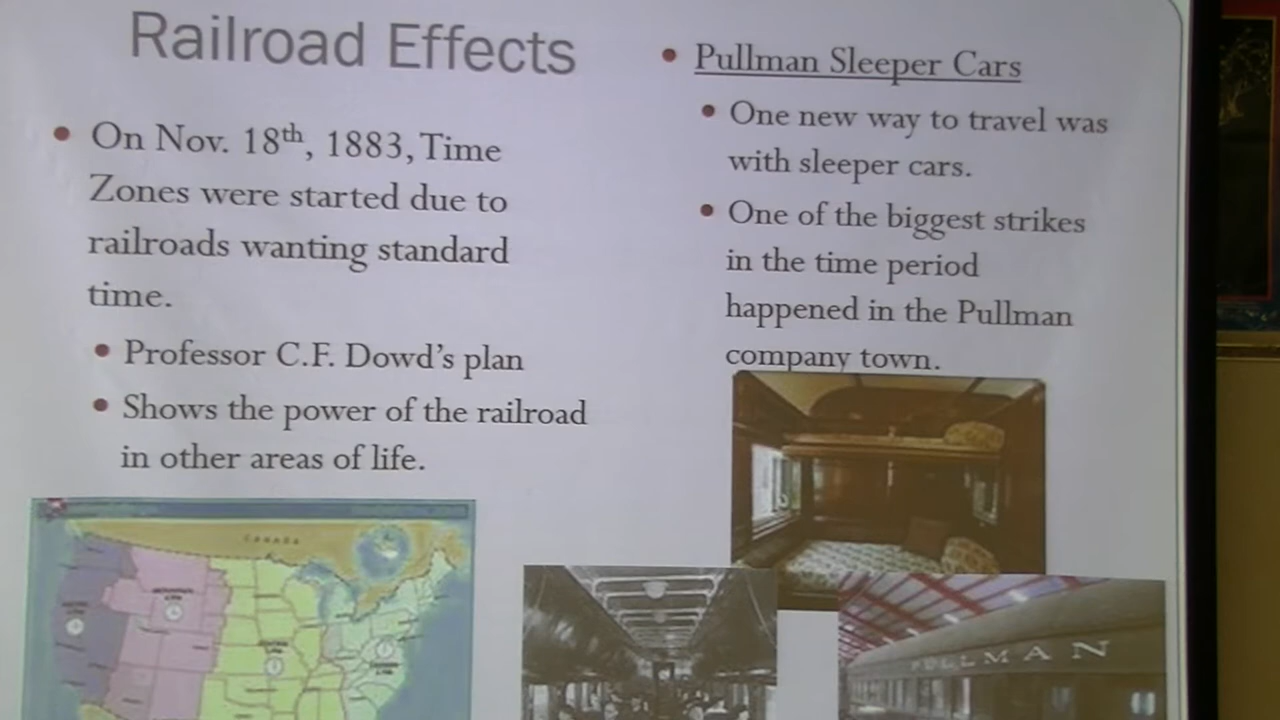 Railroad Effects
On Nov. 18th, 1883, Time
Zones were started due to
railroads wanting standard
time.
Professor C.F. Dowd's plan
Shows the power of the railroad
in other areas of life.
Pullman Sleeper Cars
One new way to travel was
with sleeper cars.
One of the biggest strikes
in the time period
happened in the Pullman
company town.
CANADA
PULLMAN